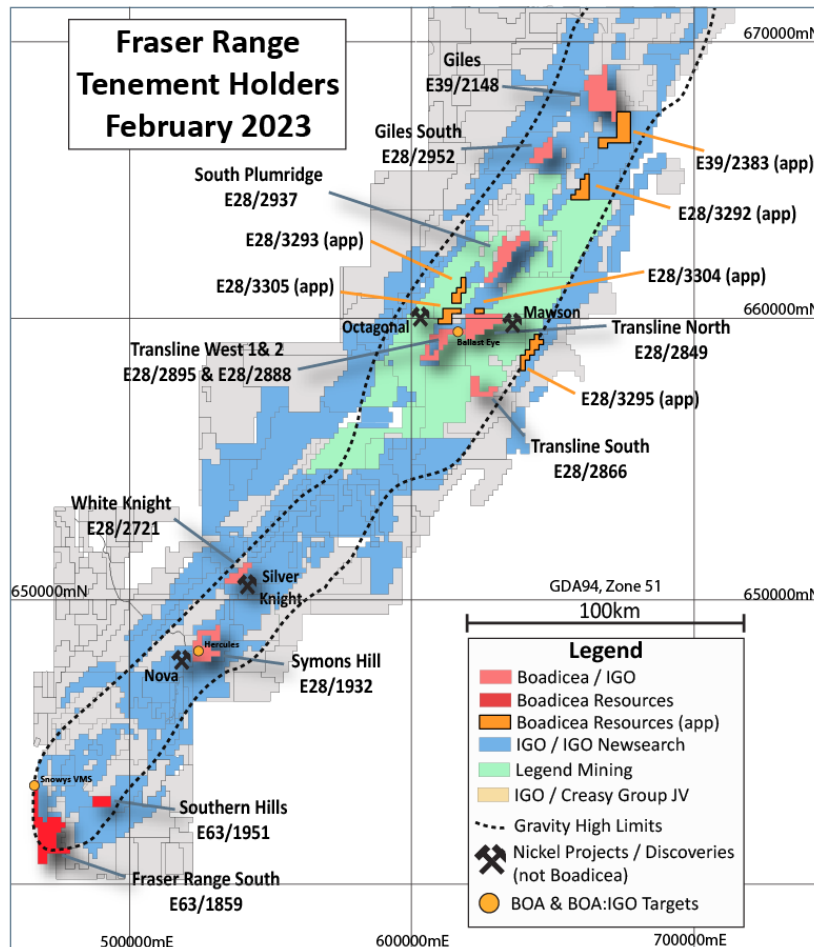 Fraser Range
Tenement Holders
February 2023
670000mN
Giles
E39/2148
Giles South
E28/2952
E39/2383 (app)
South Plumridge
E28/2937
E28/3292 (app)
E28/3293 (app)
E28/3304 (app)
E28/3305 (app)
660000mN
Octagonal
Mawson
Ballast Eye
Transline North
E28/2849
Transline West 1& 2
E28/2895 & E28/2888
E28/3295 (app)
Transline South
E28/2866
White Knight
E28/2721
Silver
Knight
650000mN
GDA94, Zone 51
650000mN
100km
Hercules
Nova
Symons Hill
E28/1932
Snowys VMS
Southern Hills
E63/1951
Fraser Range South
E63/1859
Legend
Boadicea / IGO
Boadicea Resources
Boadicea Resources (app)
IGO / IGO Newsearch
Legend Mining
IGO / Creasy Group JV
Gravity High Limits
Nickel Projects / Discoveries
(not Boadicea)
BOA & BOA:IGO Targets
500000mE
600000mE
700000mE